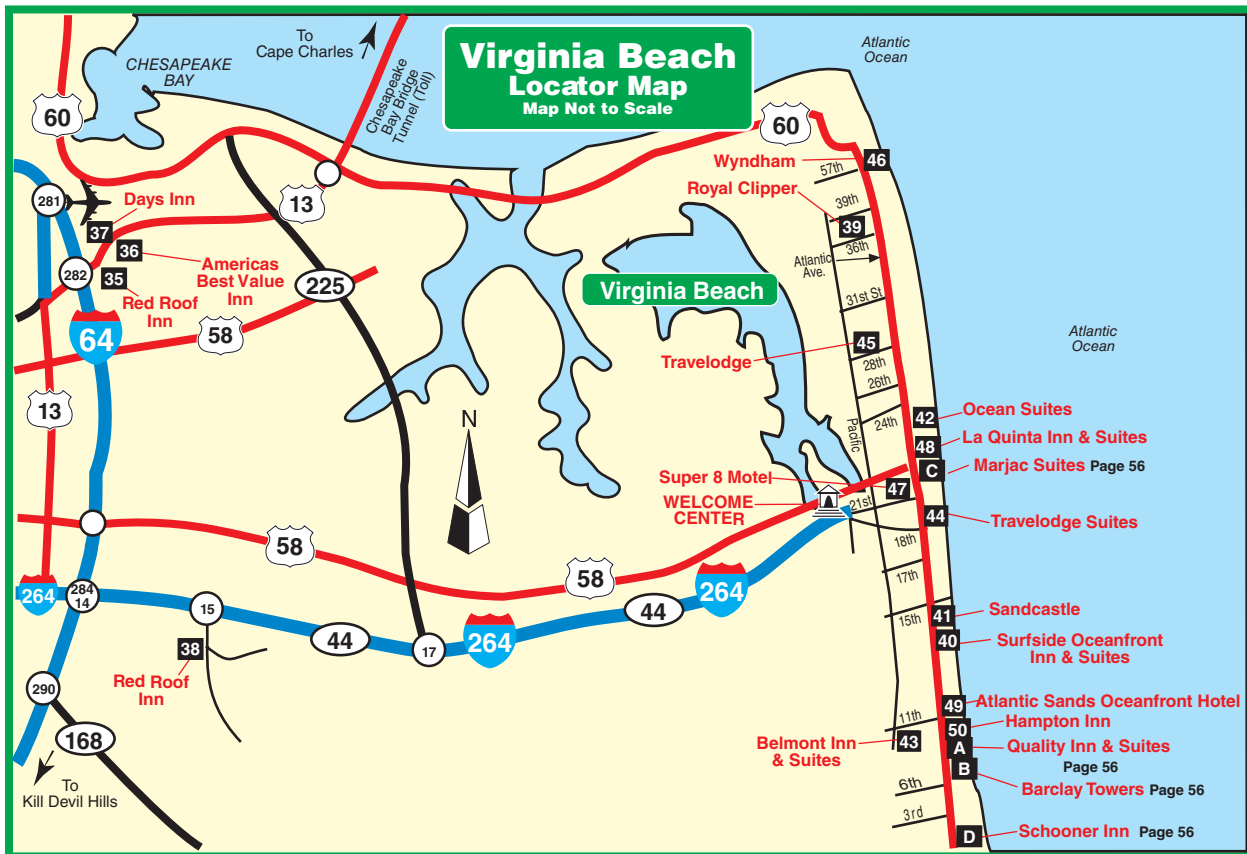 Virginia Beach
Locator Map
Map Not to Scale
To
Cape Charles
CHESAPEAKE
BAY
Chesapeake
Bay Bridge
Tunnel (Toll)
Atlantic
Ocean
60
60
Wyndham
46
57th
Royal Clipper
39th
39
36th
Atlantic
Ave.
281
Days Inn
37
13
36
Americas
Best Value
Inn
282
35
Red Roof
Inn
225
Virginia Beach
31st St
64
58
Atlantic
Ocean
45
Travelodge
28th
26th
13
N
24th
Pacific
42
Ocean Suites
48
La Quinta Inn & Suites
C
Marjac Suites Page 56
Super 8 Motel
47
WELCOME
CENTER
21st
44
Travelodge Suites
58
18th
58
17th
264
284
14
15
44
264
17
44
264
15th
41
Sandcastle
40
Surfside Oceanfront
Inn & Suites
38
Red Roof
Inn
290
168
To
Kill Devil Hills
49
Atlantic Sands Oceanfront Hotel
11th
50
Hampton Inn
Belmont Inn
& Suites
43
A
Quality Inn & Suites
Page 56
B
Barclay Towers Page 56
6th
3rd
D
Schooner Inn Page 56